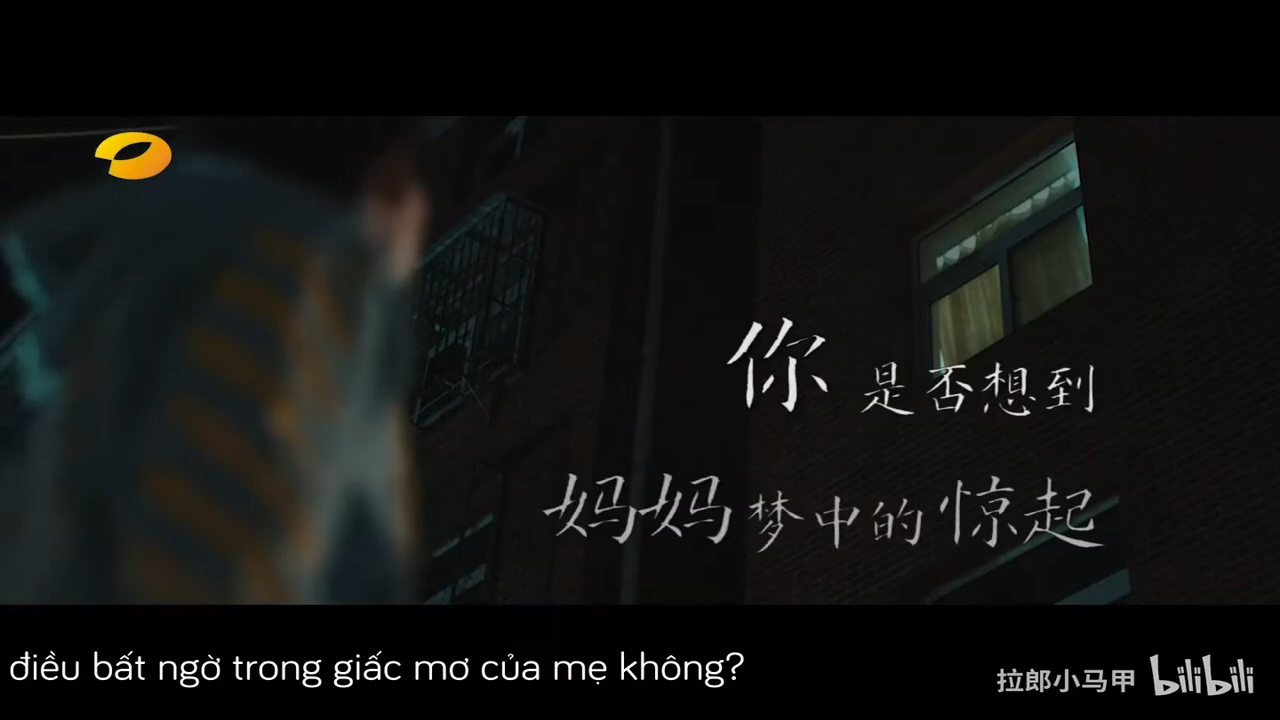 你是否想到
妈妈梦中的惊起
điều bất ngờ trong giấc mơ của mẹ không?
拉郎小马甲 bilibili